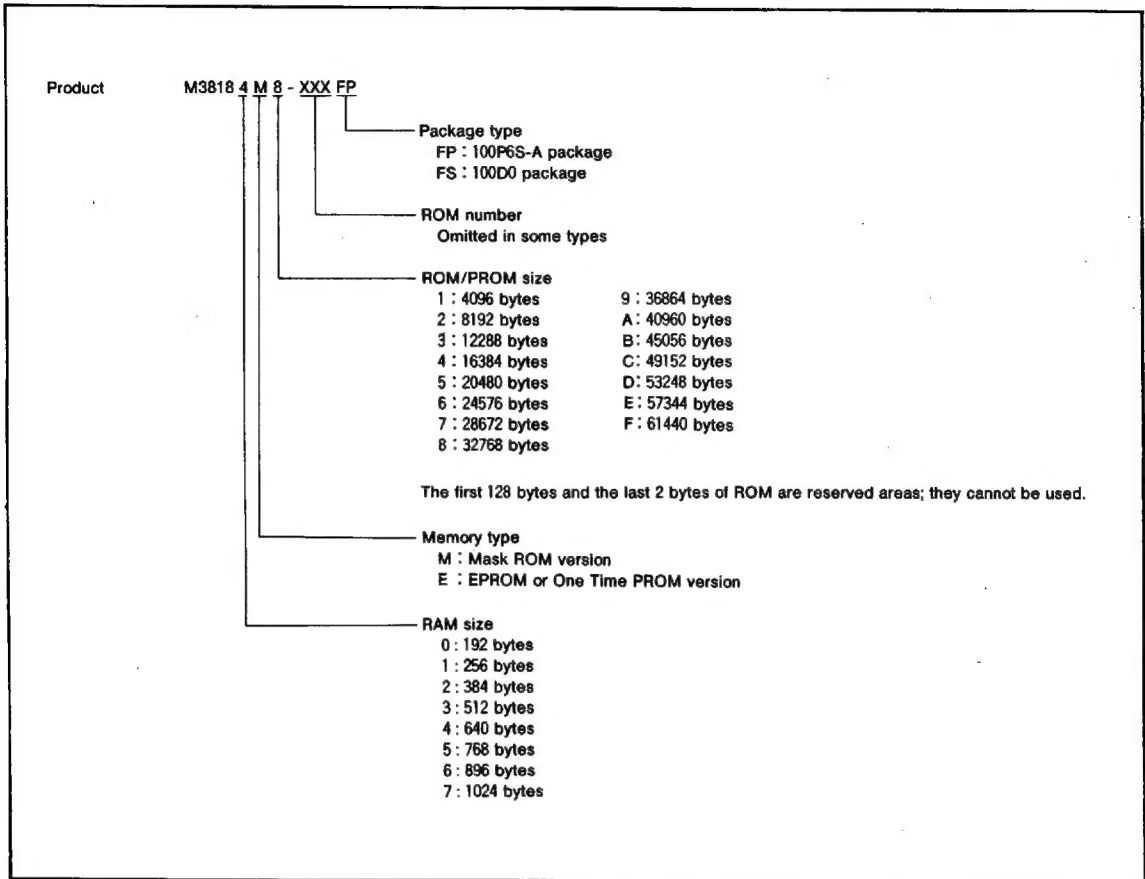 Product M3818 4 M 8 - XXX FP
Package type
FP : 100P6S-A package
FS : 100D0 package
ROM number
Omitted in some types
ROM/PROM size
1 : 4096 bytes
2 : 8192 bytes
3 : 12288 bytes
4 : 16384 bytes
5 : 20480 bytes
6 : 24576 bytes
7 : 28672 bytes
8 : 32768 bytes
9 : 36864 bytes
A : 40960 bytes
B : 45056 bytes
C : 49152 bytes
D : 53248 bytes
E : 57344 bytes
F : 61440 bytes
The first 128 bytes and the last 2 bytes of ROM are reserved areas; they cannot be used.
Memory type
M : Mask ROM version
E : EPROM or One Time PROM version
RAM size
0 : 192 bytes
1 : 256 bytes
2 : 384 bytes
3 : 512 bytes
4 : 640 bytes
5 : 768 bytes
6 : 896 bytes
7 : 1024 bytes